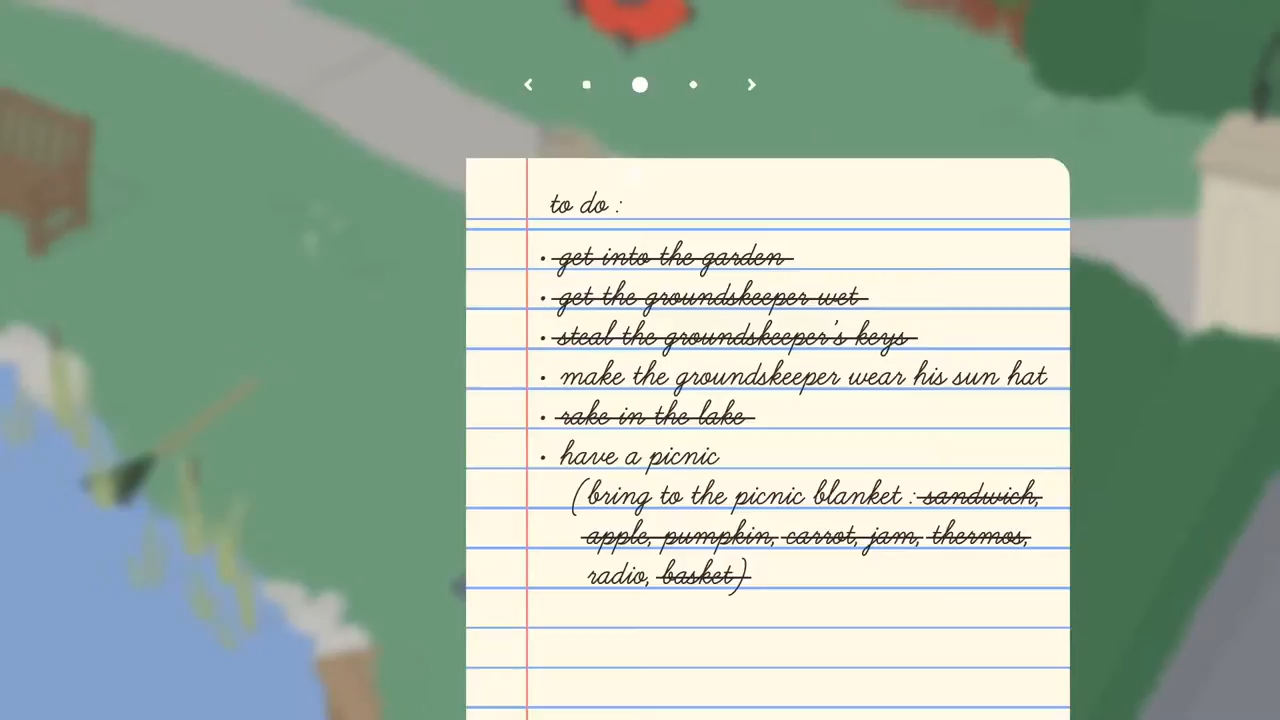 to do :
• get into the garden
• get the groundskeeper wet
• steal the groundskeeper's keys
• make the groundskeeper wear his sun hat
• rake in the lake
• have a picnic
(bring to the picnic blanket : sandwich,
apple, pumpkin, carrot, jam, thermos,
radio, basket)